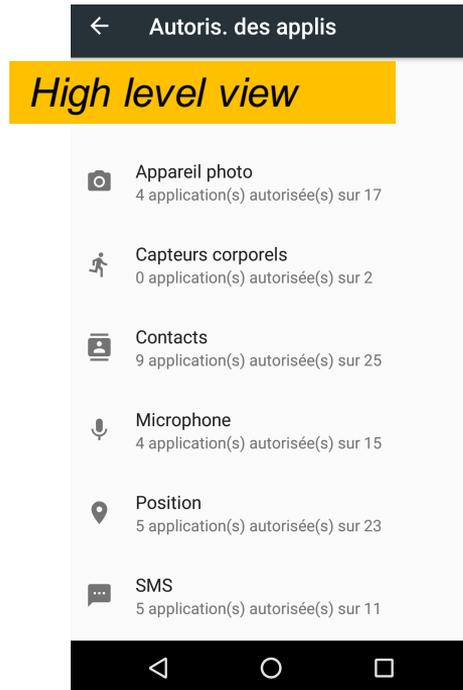 Autoris. des applis
High level view
Appareil photo
4 application(s) autorisée(s) sur 17
Capteurs corporels
0 application(s) autorisée(s) sur 2
Contacts
9 application(s) autorisée(s) sur 25
Microphone
4 application(s) autorisée(s) sur 15
Position
5 application(s) autorisée(s) sur 23
SMS
5 application(s) autorisée(s) sur 11